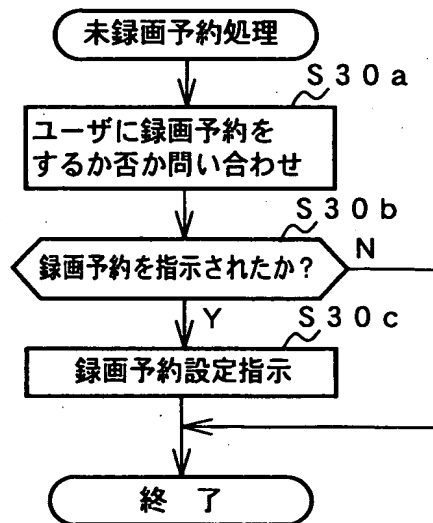 未録画予約処理
S30a
ユーザに録画予約を
するか否か問い合わせ
S30b
録画予約を指示されたか?
N
Y
S30c
録画予約設定指示
終 了